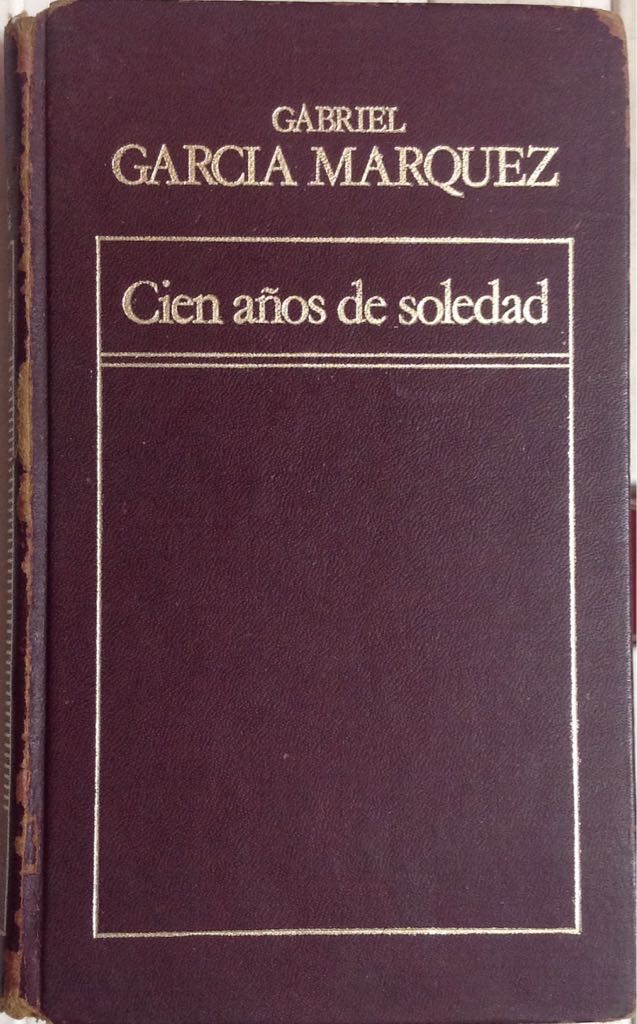 GABRIEL
GARCIA MARQUEZ
Cien años de soledad